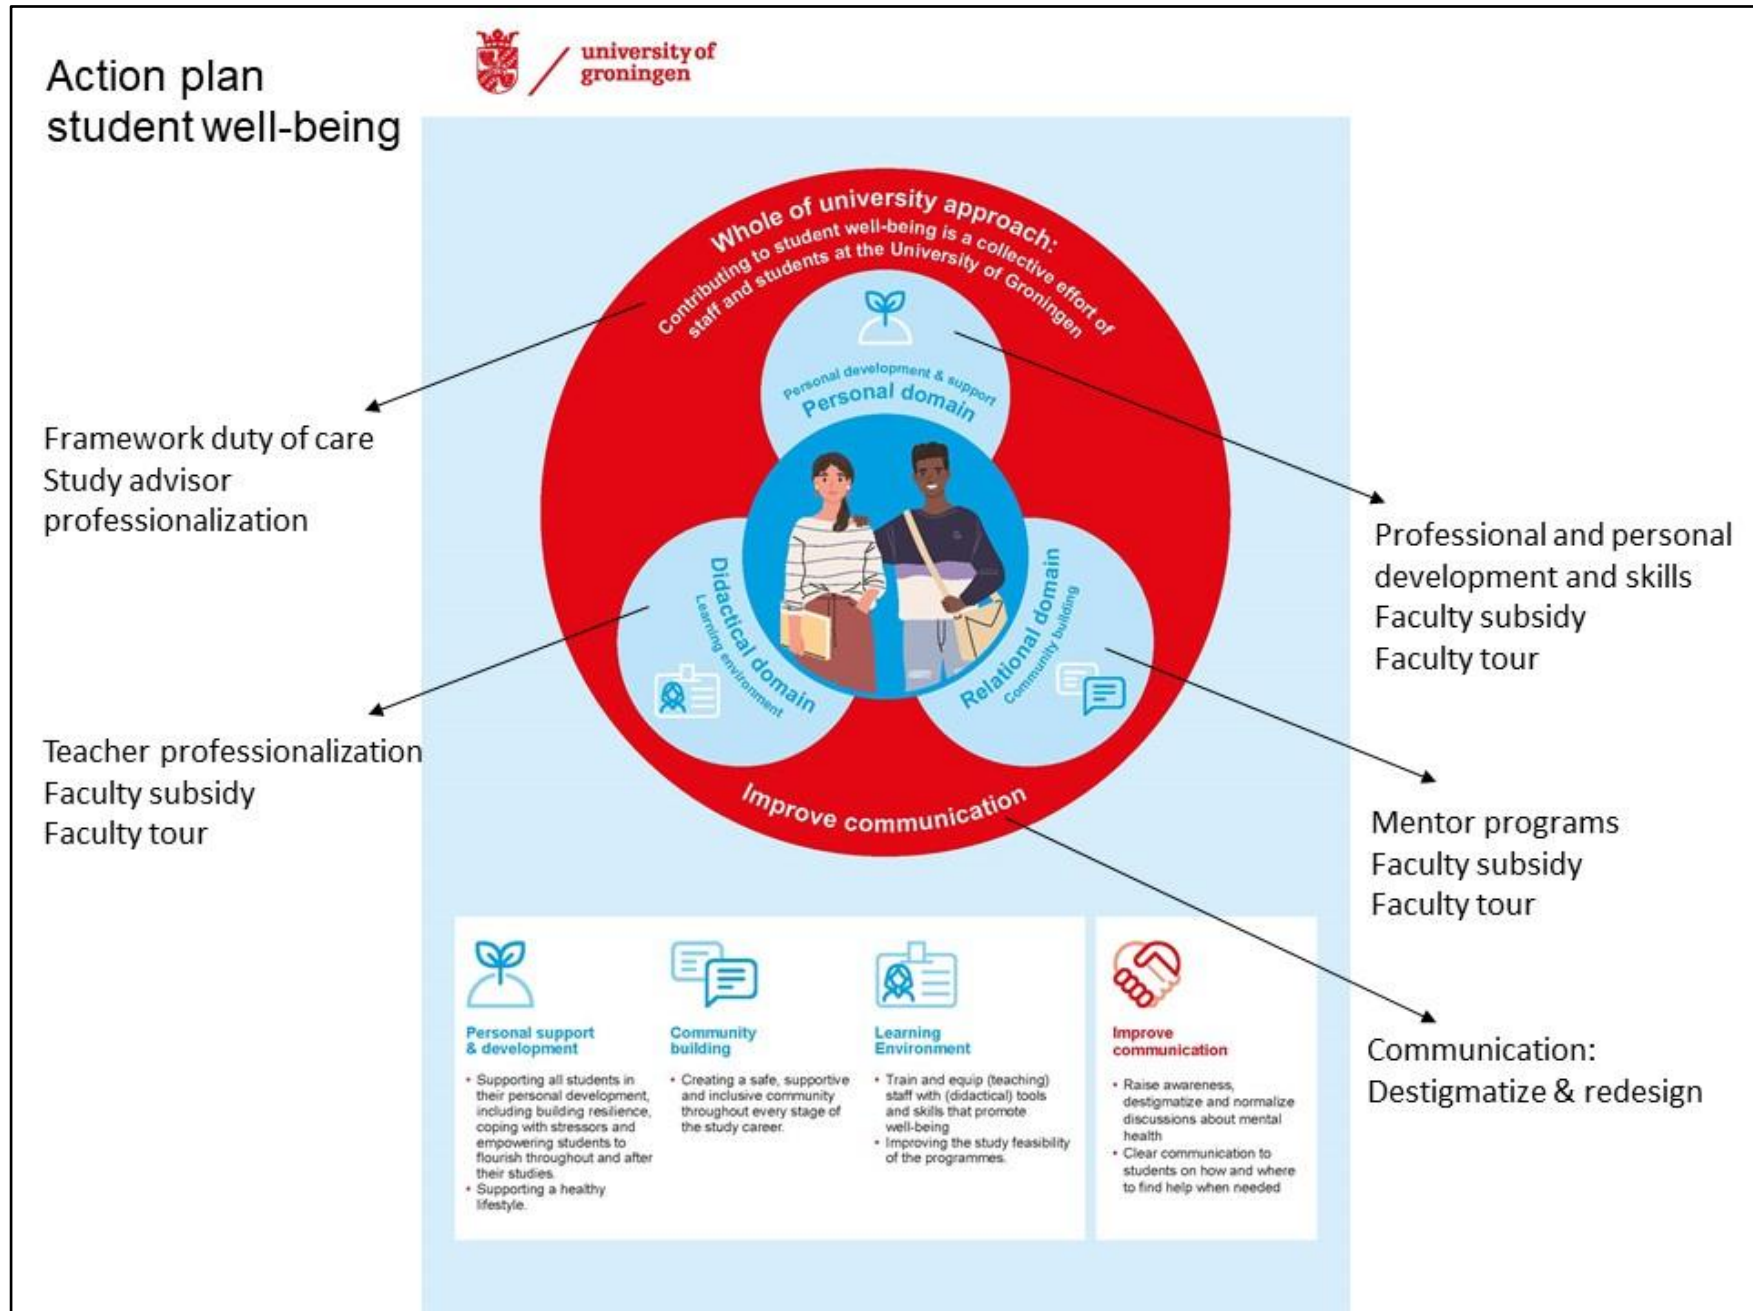 Action plan
student well-being
university of
groningen
Whole of university approach:
Contributing to student well-being is a collective effort of
staff and students at the University of Groningen
Personal development & support
Personal domain
Didactical domain
Learning environment
Relational domain
Community building
Improve communication
Framework duty of care
Study advisor
professionalization
Teacher professionalization
Faculty subsidy
Faculty tour
Professional and personal
development and skills
Faculty subsidy
Faculty tour
Mentor programs
Faculty subsidy
Faculty tour
Communication:
Destigmatize & redesign
Personal support
& development
• Supporting all students in
their personal development,
including building resilience,
coping with stressors and
empowering students to
flourish throughout and after
their studies.
• Supporting a healthy
lifestyle.
Community
building
• Creating a safe, supportive
and inclusive community
throughout every stage of
the study career.
Learning
Environment
• Train and equip (teaching)
staff with (didactical) tools
and skills that promote
well-being
• Improving the study feasibility
of the programmes.
Improve
communication
• Raise awareness,
destigmatize and normalize
discussions about mental
health
• Clear communication to
students on how and where
to find help when needed